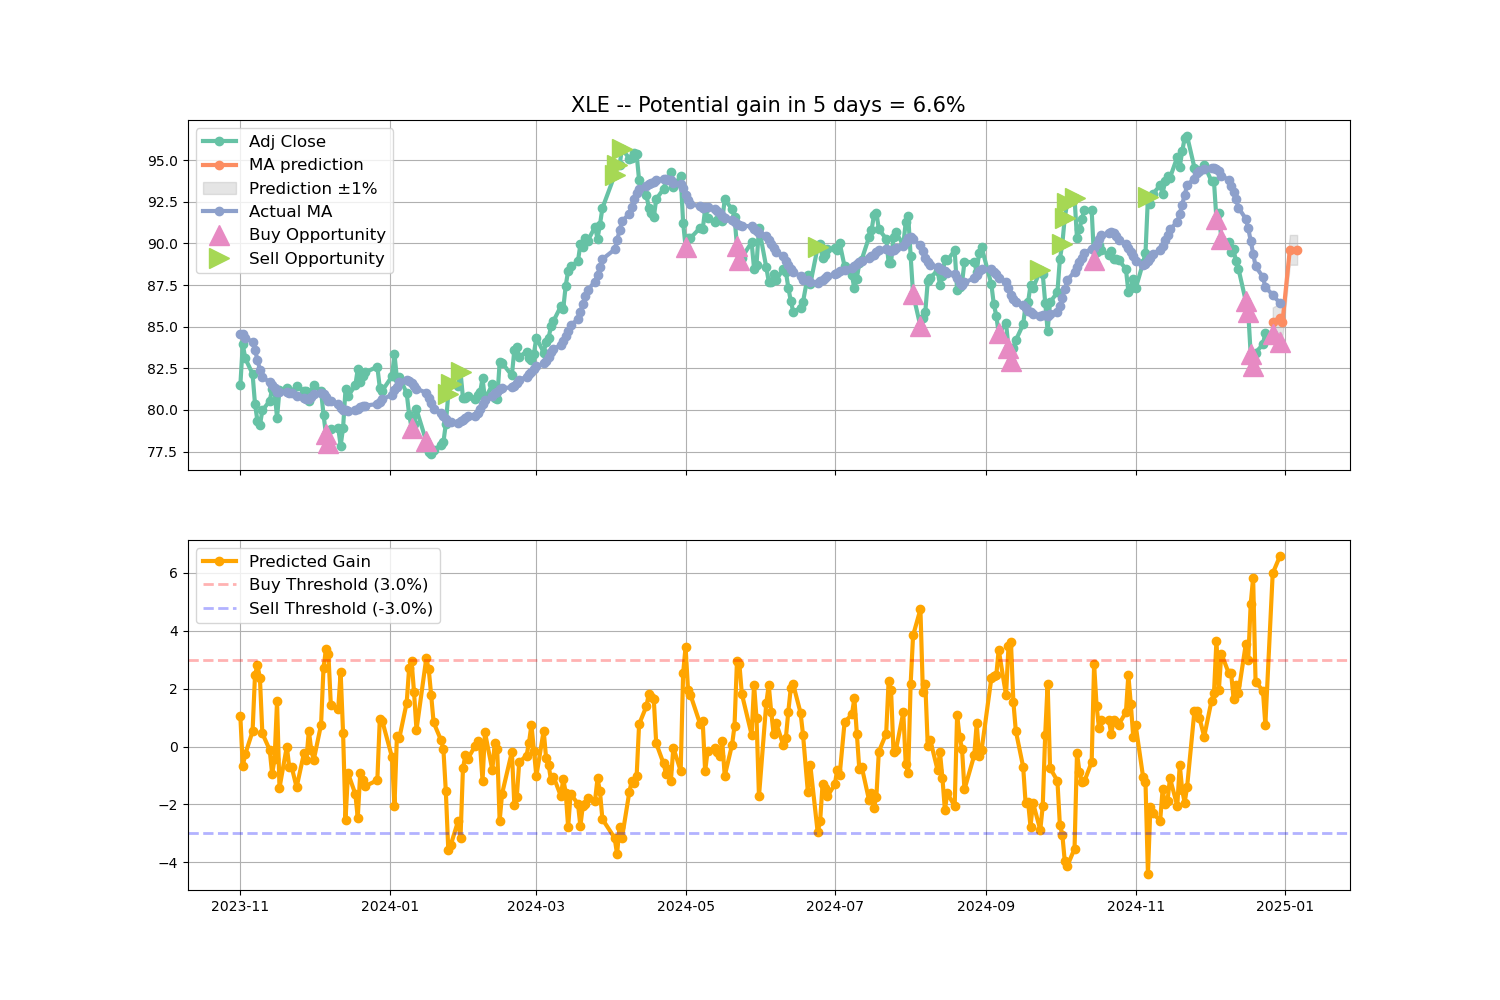 XLE -- Potential gain in 5 days = 6.6%
Adj Close
MA prediction
Prediction ±1%
Actual MA
Buy Opportunity
Sell Opportunity
95.0
92.5
90.0
87.5
85.0
82.5
80.0
77.5
Predicted Gain
Buy Threshold (3.0%)
Sell Threshold (-3.0%)
6
4
2
0
−2
−4
2023-11 2024-01 2024-03 2024-05 2024-07 2024-09 2024-11 2025-01